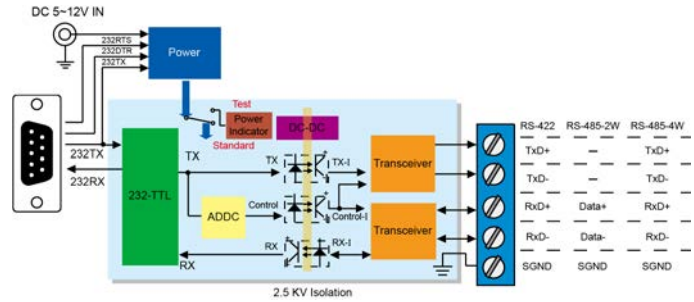 DC 5~12V IN
232RTS
232DTR
232TX
Power
Test
Power
Indicator
DC-DC
Standard
232TX
232RX
232-TTL
TX
TX
TX-I
Transceiver
ADDC
Control
Control-I
RX
RX
RX-I
Transceiver
2.5 KV Isolation
RS-422 RS-485-2W RS-485-4W
TxD+ – TxD+
TxD- – TxD-
RxD+ Data+ RxD+
RxD- Data- RxD-
SGND SGND SGND